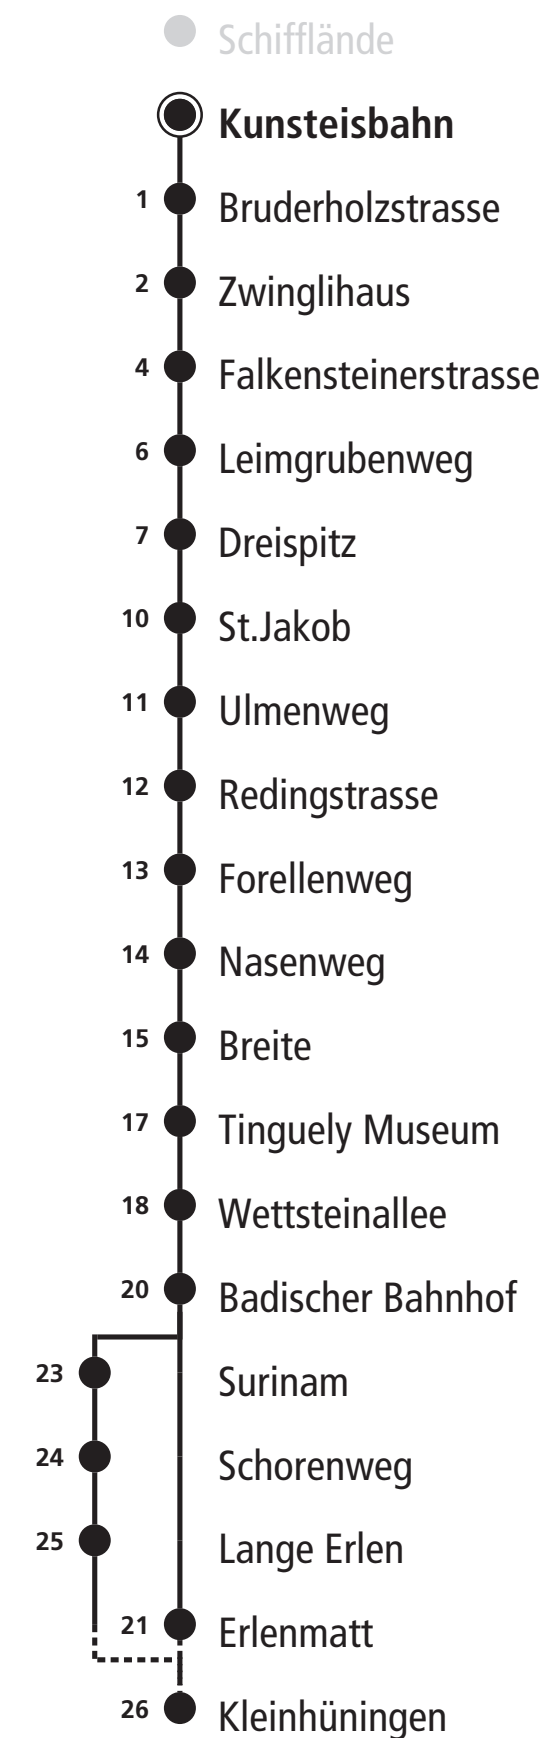 Schifflände
Kunsteisbahn
1 Bruderholzstrasse
2 Zwinglihaus
4 Falkensteinerstrasse
6 Leimgrubenweg
7 Dreispitz
10 St.Jakob
11 Ulmenweg
12 Redingstrasse
13 Forellenweg
14 Nasenweg
15 Breite
17 Tinguely Museum
18 Wettsteinallee
20 Badischer Bahnhof
23 Surinam
24 Schorenweg
25 Lange Erlen
21 Erlenmatt
26 Kleinhüningen